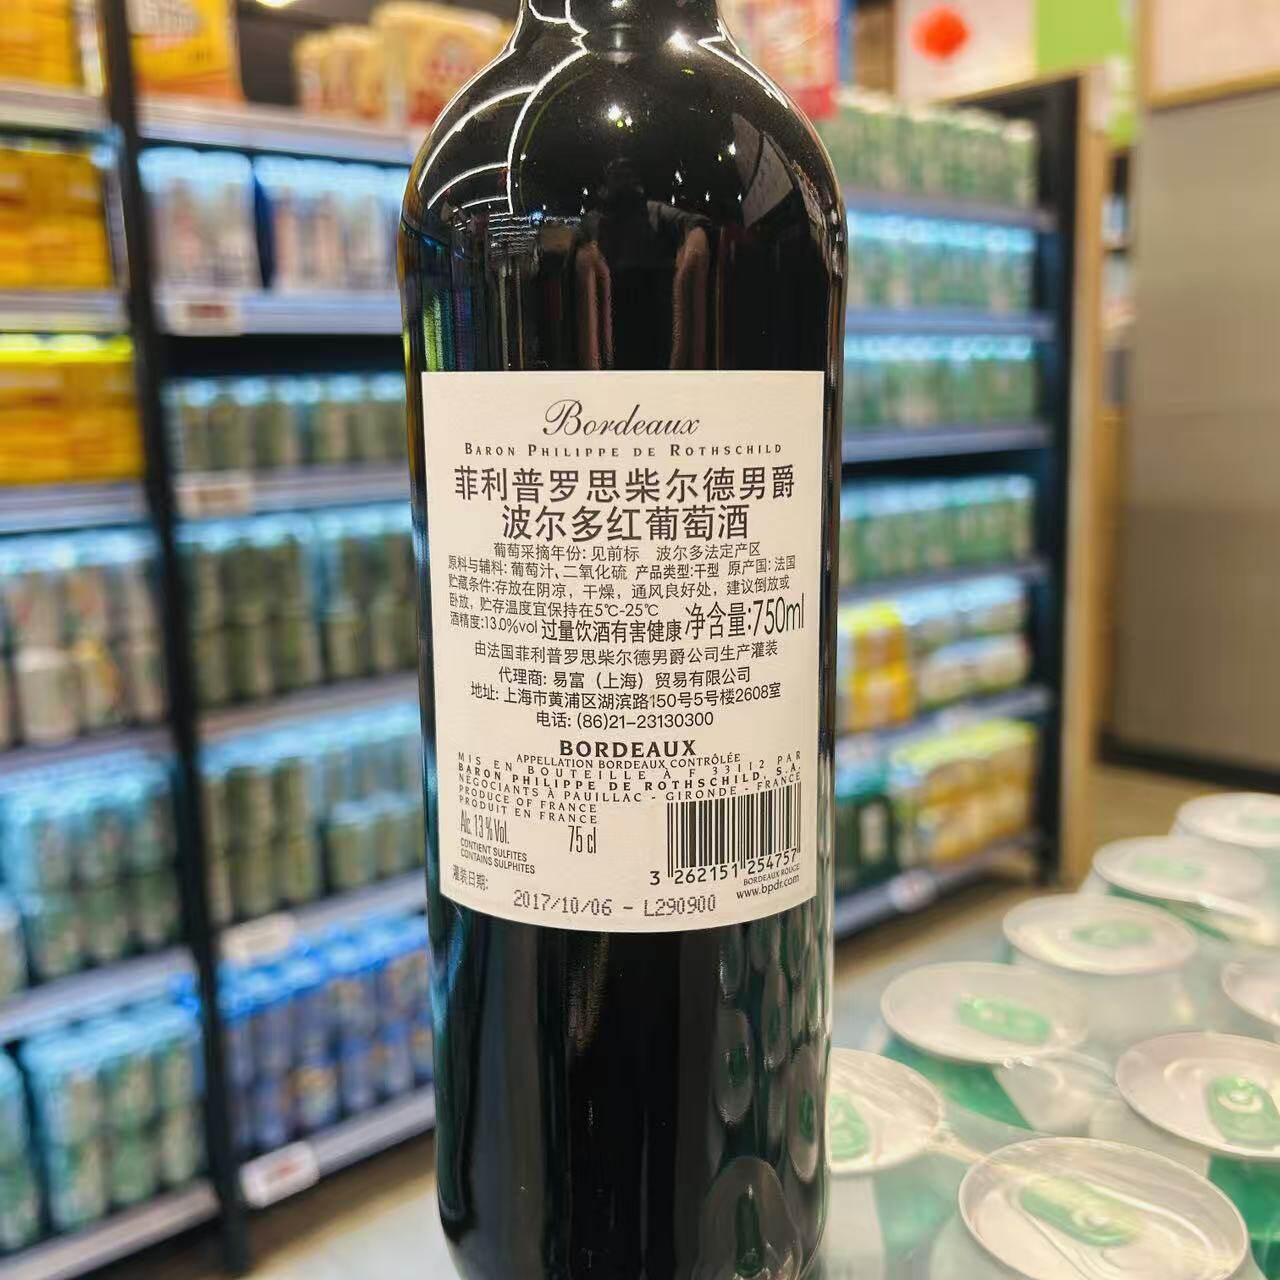 Bordeaux
BARON PHILIPPE DE ROTHSCHILD
菲利普罗思柴尔德男爵
波尔多红葡萄酒
葡萄采摘年份: 见前标 波尔多法定产区
原料与辅料: 葡萄汁、二氧化硫 产品类型:干型 原产国: 法国
贮藏条件:存放在阴凉，干燥，通风良好处，建议倒放或
卧放，贮存温度宜保持在5℃-25℃
酒精度:13.0%vol 过量饮酒有害健康 净含量:750ml
由法国菲利普罗思柴尔德男爵公司生产灌装
代理商: 易富（上海）贸易有限公司
地址: 上海市黄浦区湖滨路150号5号楼2608室
电话: (86)21-23130300
BORDEAUX
APPELLATION BORDEAUX CONTRÔLÉE
MIS EN BOUTEILLE À F 33112 PAR
BARON PHILIPPE DE ROTHSCHILD, S.A.
NÉGOCIANTS À PAUILLAC - GIRONDE - FRANCE
PRODUCE OF FRANCE
PRODUIT EN FRANCE
Alc. 13 % Vol. 75 cl
CONTIENT SULFITES
CONTAINS SULPHITES
3 262151 254757
BORDEAUX ROUGE
www.bpdr.com
灌装日期:
2017/10/06 - L290900